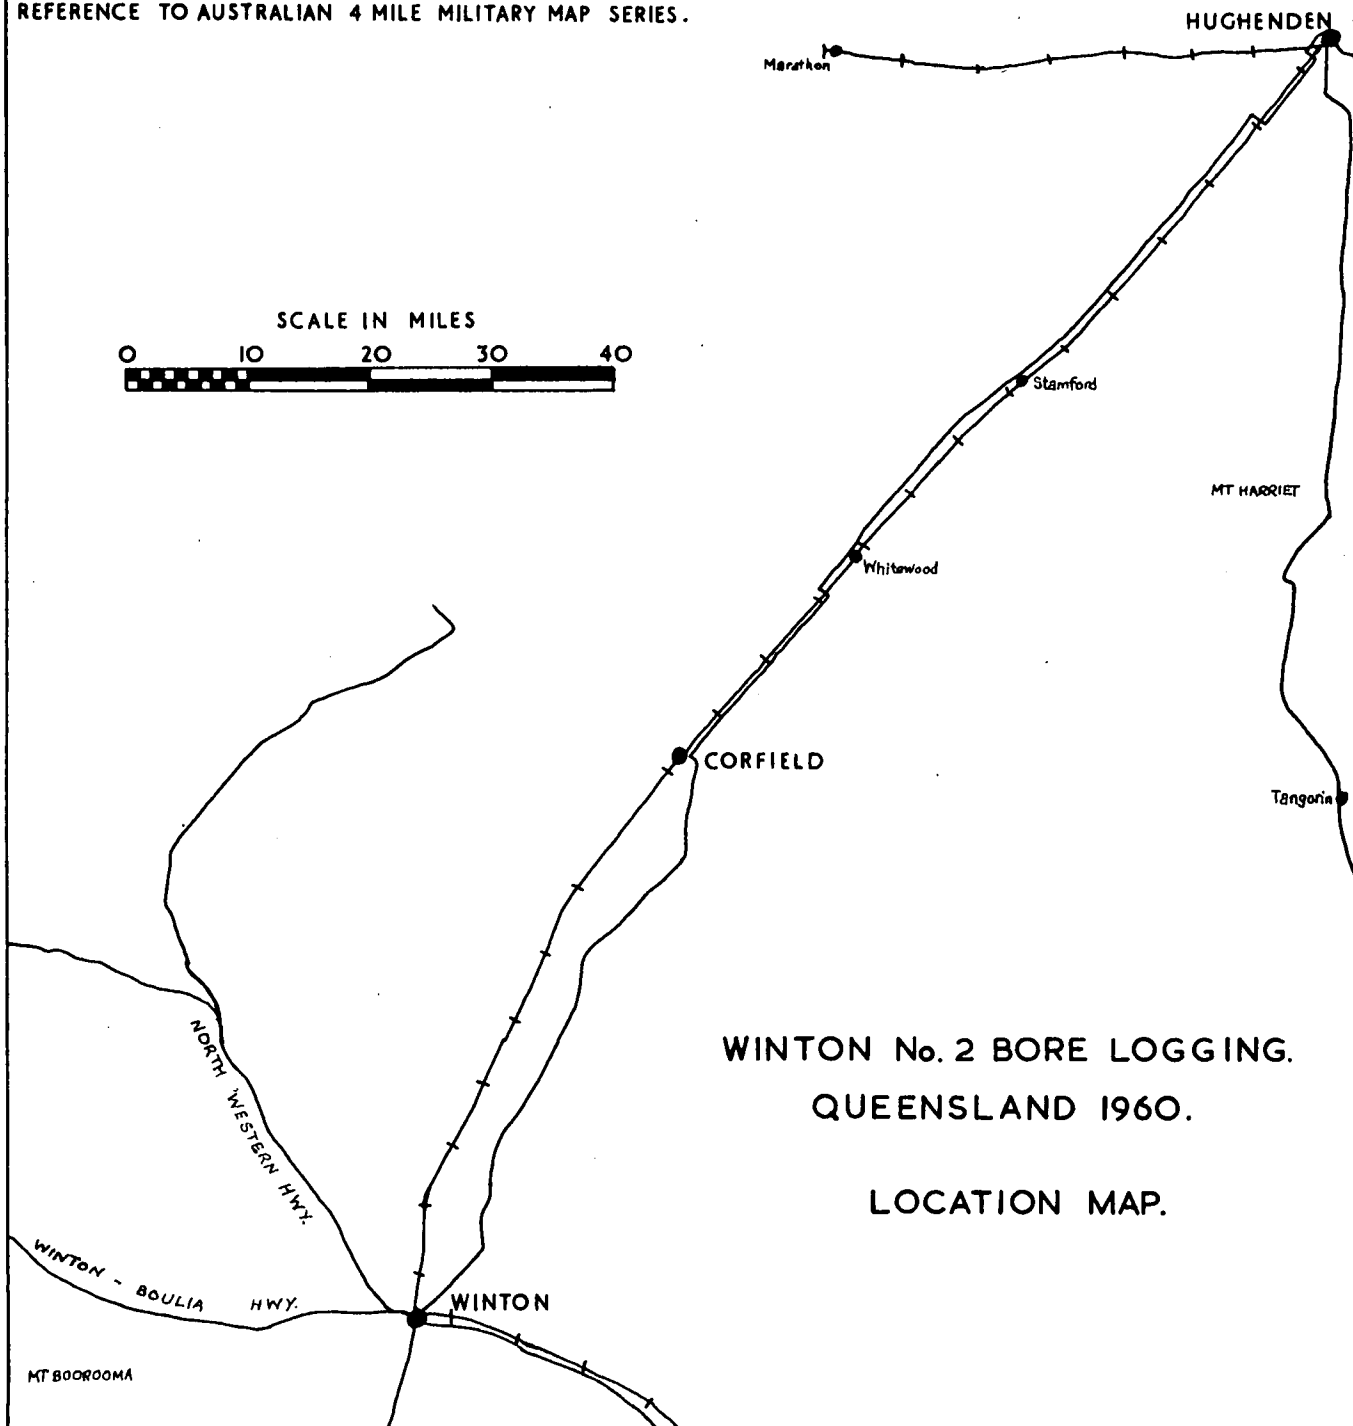 REFERENCE TO AUSTRALIAN 4 MILE MILITARY MAP SERIES.
HUGHENDEN
Marathon
SCALE IN MILES
0 10 20 30 40
Stamford
MT HARRIET
Whitewood
CORFIELD
Tangorin
NORTH WESTERN HWY.
WINTON No. 2 BORE LOGGING.
QUEENSLAND 1960.
LOCATION MAP.
WINTON - BOULIA HWY.
WINTON
MT BOOROOMA